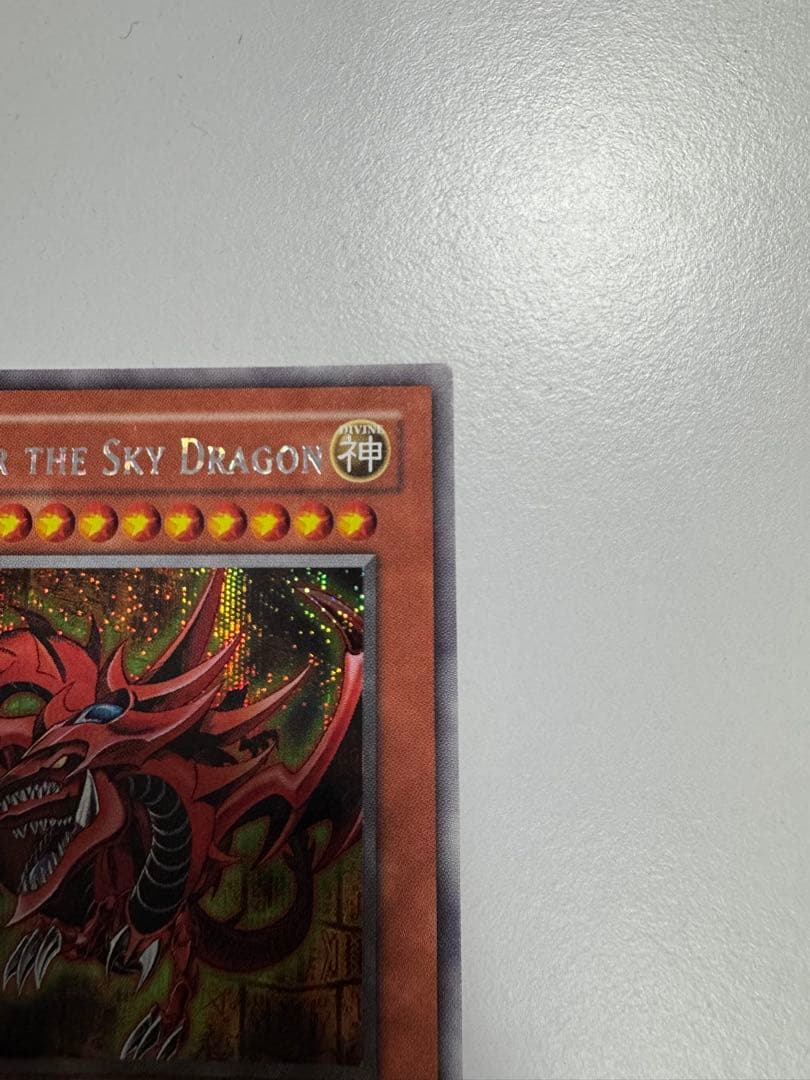 R THE SKY DRAGON
DIVINE
神